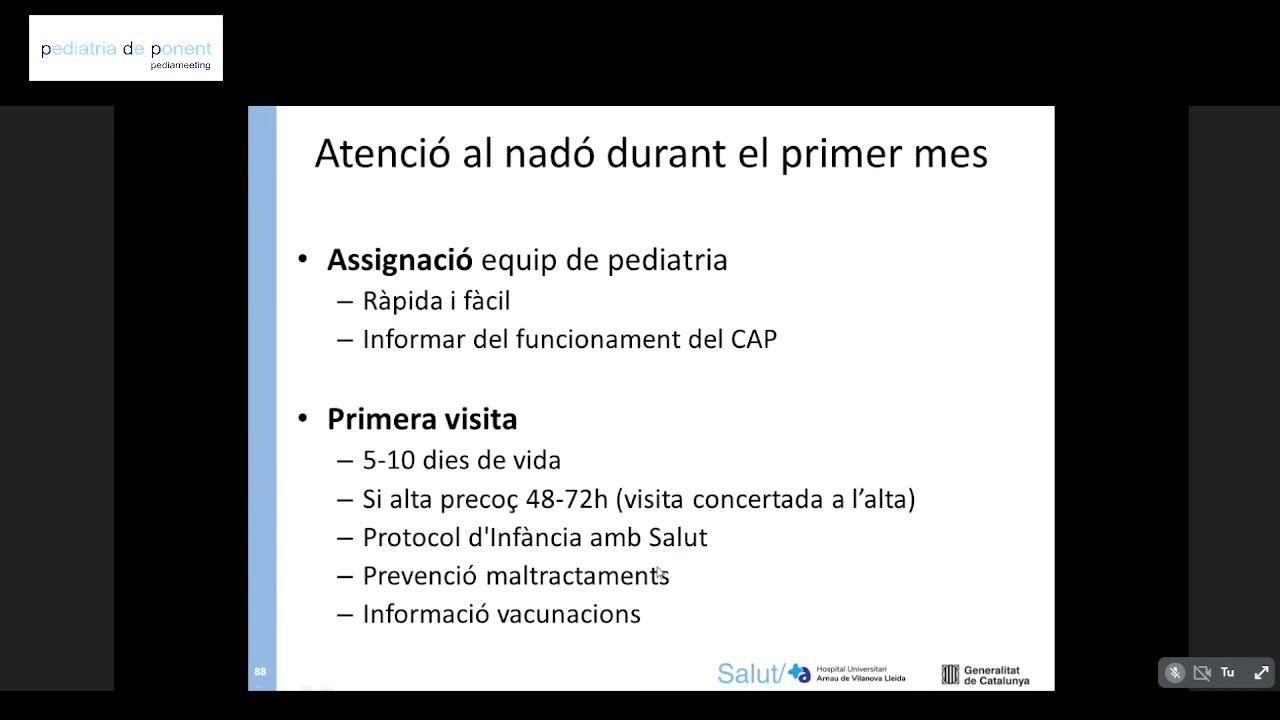 pediatria de ponent
pediameeting
Atenció al nadó durant el primer mes
• Assignació equip de pediatria
– Ràpida i fàcil
– Informar del funcionament del CAP
• Primera visita
– 5-10 dies de vida
– Si alta precoç 48-72h (visita concertada a l’alta)
– Protocol d'Infància amb Salut
– Prevenció maltractaments
– Informació vacunacions
88
Salut/
Hospital Universitari
Arnau de Vilanova Lleida
Generalitat
de Catalunya
Tu